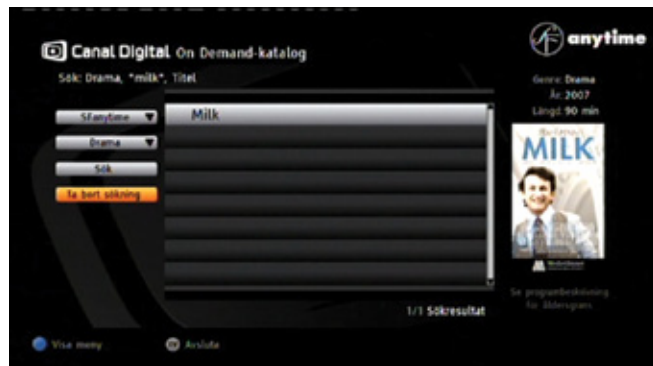 Canal Digital On Demand-katalog
anytime
Sök: Drama, "milk", Titel
Genre: Drama
År: 2007
Längd: 90 min
SFanytime
Milk
Drama
Sök
Ta bort sökning
MILK
1/1 Sökresultat
Se programbeskrivning
för åldersgräns.
Visa meny
Avsluta